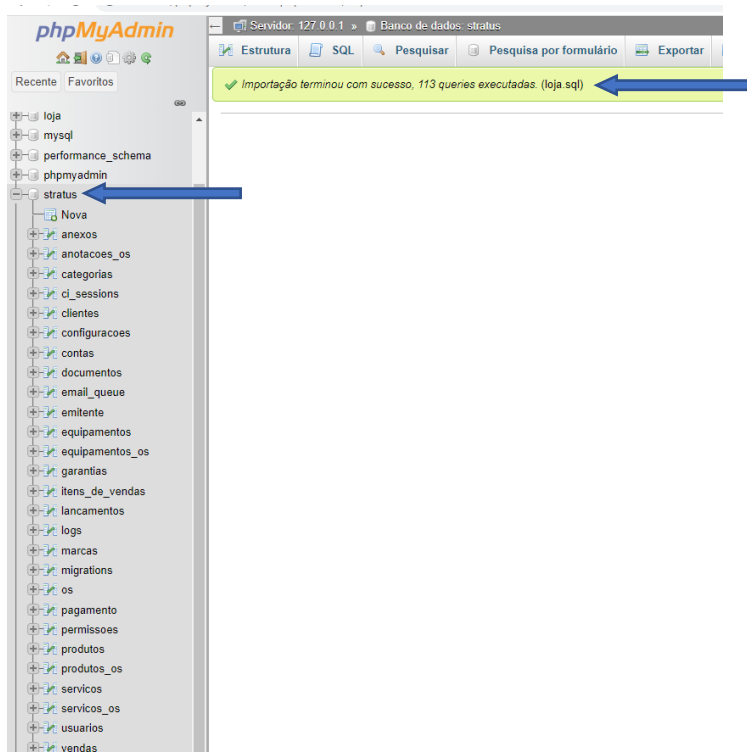 phpMyAdmin
Recente Favoritos
loja
mysql
performance_schema
phpmyadmin
stratus
Nova
anexos
anotacoes_os
categorias
ci_sessions
clientes
configuracoes
contas
documentos
email_queue
emitente
equipamentos
equipamentos_os
garantias
itens_de_vendas
lancamentos
logs
marcas
migrations
os
pagamento
permissoes
produtos
produtos_os
servicos
servicos_os
usuarios
vendas
Servidor: 127.0.0.1 » Banco de dados: stratus
Estrutura SQL Pesquisar Pesquisa por formulário Exportar
Importação terminou com sucesso, 113 queries executadas. (loja.sql)